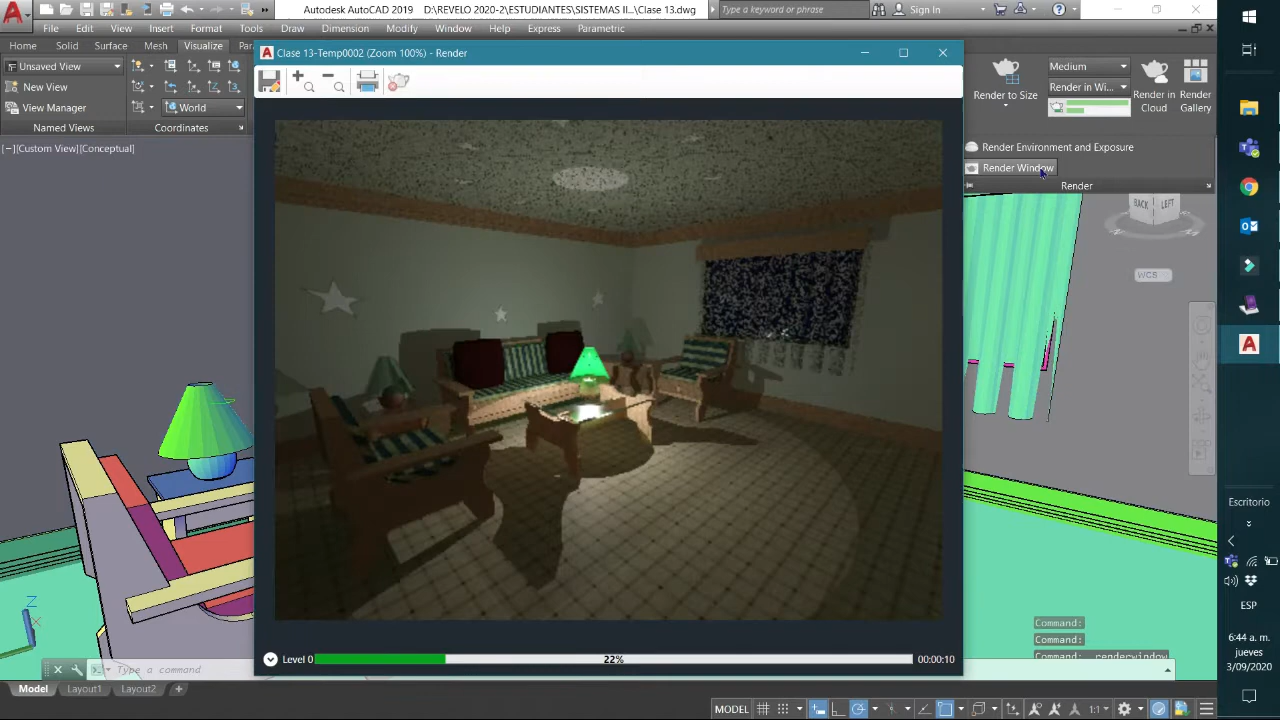 Autodesk AutoCAD 2019 D:\REVELO 2020-2\ESTUDIANTES\SISTEMAS II...\Clase 13.dwg
Type a keyword or phrase
Sign In
File Edit View Insert Format Tools Draw Dimension Modify Window Help Express Parametric
Home Solid Surface Mesh Visualize
Unsaved View
New View
View Manager
Named Views
World
Coordinates
Clase 13-Temp0002 (Zoom 100%) - Render
Render to Size
Medium
Render in Wi...
Render in Cloud
Render Gallery
Render Environment and Exposure
Render Window
Render
[−][Custom View][Conceptual]
BACK LEFT
WCS
Z
X
Level 0 22% 00:00:10
Command:
Command:
Command: _renderwindow
Type a command
Model Layout1 Layout2 +
MODEL 1:1
Escritorio
ESP
6:44 a. m.
jueves
3/09/2020